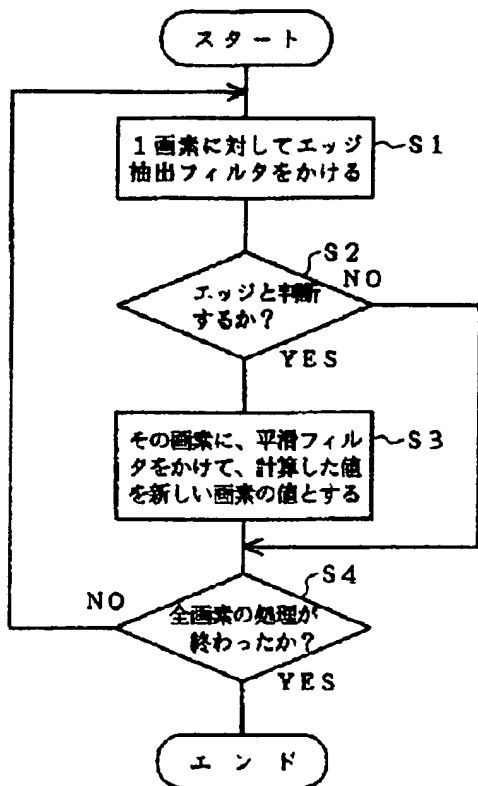 スタート
1画素に対してエッジ
抽出フィルタをかける
S1
S2
エッジと判断
するか?
NO
YES
その画素に、平滑フィル
タをかけて、計算した値
を新しい画素の値とする
S3
S4
全画素の処理が
終わったか?
NO
YES
エンド